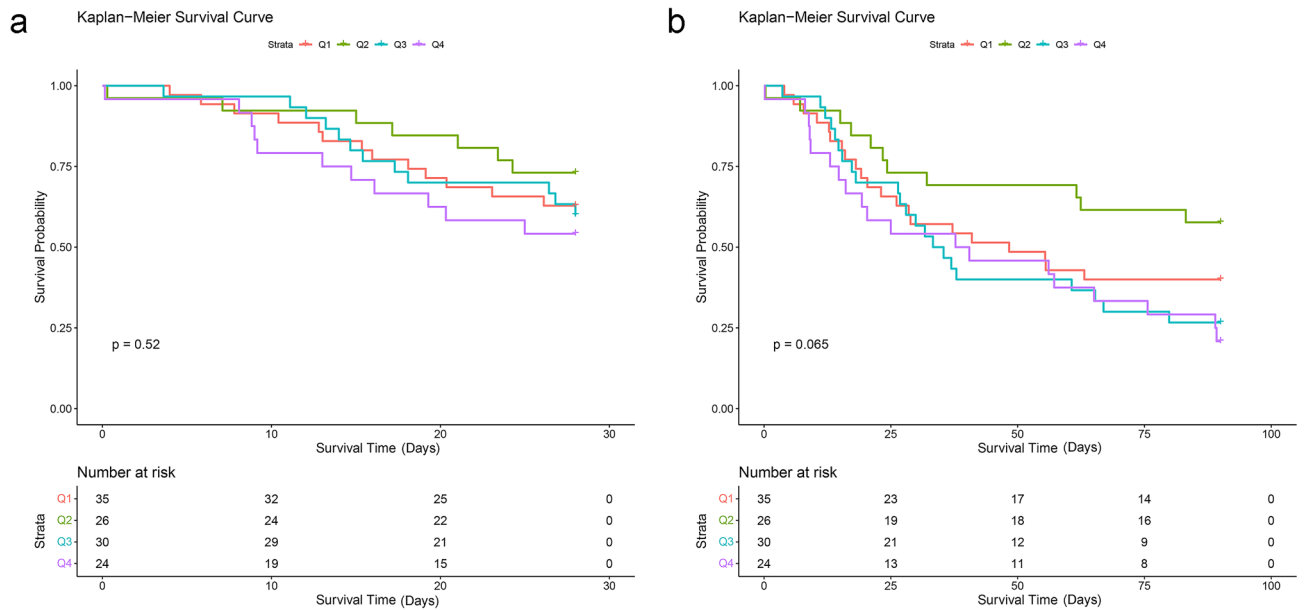 a
Kaplan−Meier Survival Curve
Strata Q1 Q2 Q3 Q4
Survival Probability
1.00
0.75
0.50
0.25
0.00
p = 0.52
0 10 20 30
Survival Time (Days)
Number at risk
Strata
Q1 35 32 25 0
Q2 26 24 22 0
Q3 30 29 21 0
Q4 24 19 15 0
0 10 20 30
Survival Time (Days)
b
Kaplan−Meier Survival Curve
Strata Q1 Q2 Q3 Q4
Survival Probability
1.00
0.75
0.50
0.25
0.00
p = 0.065
0 25 50 75 100
Survival Time (Days)
Number at risk
Strata
Q1 35 23 17 14 0
Q2 26 19 18 16 0
Q3 30 21 12 9 0
Q4 24 13 11 8 0
0 25 50 75 100
Survival Time (Days)